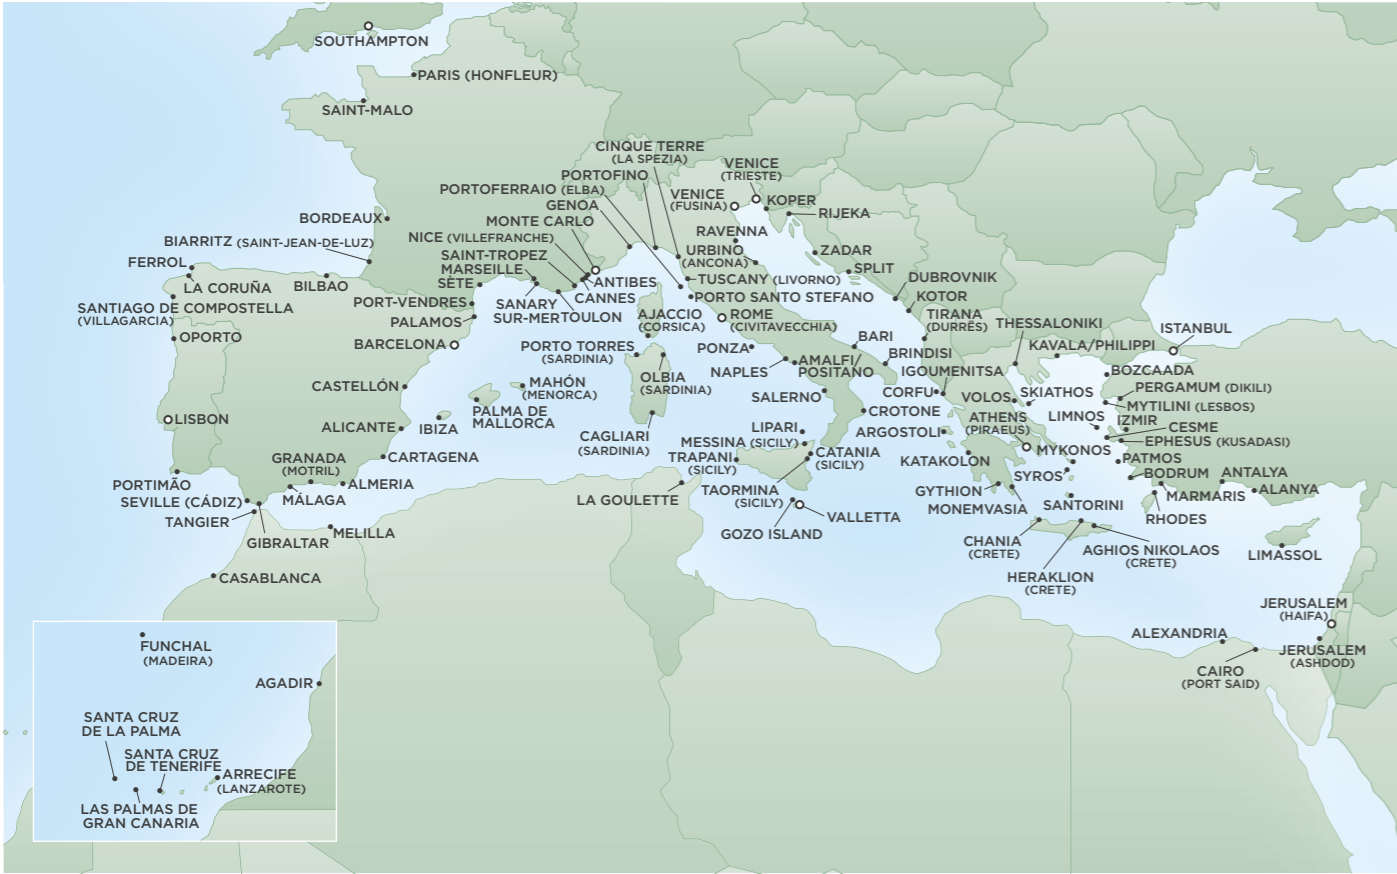 SOUTHAMPTON
PARIS (HONFLEUR)
SAINT-MALO
CINQUE TERRE
(LA SPEZIA)
VENICE
(TRIESTE)
PORTOFINO
PORTOFERRAIO (ELBA)
VENICE
(FUSINA)
KOPER
GENOA
RIJEKA
BORDEAUX
MONTE CARLO
RAVENNA
NICE (VILLEFRANCHE)
BIARRITZ (SAINT-JEAN-DE-LUZ)
URBINO
(ANCONA)
ZADAR
SAINT-TROPEZ
FERROL
MARSEILLE
SPLIT
LA CORUÑA
BILBAO
SÈTE
ANTIBES
TUSCANY (LIVORNO)
DUBROVNIK
CANNES
PORTO SANTO STEFANO
KOTOR
SANTIAGO DE COMPOSTELLA
(VILLAGARCIA)
PORT-VENDRES
SANARY
SUR-MER
TOULON
AJACCIO
(CORSICA)
ROME
(CIVITAVECCHIA)
TIRANA
(DURRËS)
THESSALONIKI
PALAMOS
ISTANBUL
OPORTO
BARI
BARCELONA
PORTO TORRES
(SARDINIA)
PONZA
BRINDISI
KAVALA/PHILIPPI
AMALFI
POSITANO
NAPLES
IGOUMENITSA
BOZCAADA
OLBIA
(SARDINIA)
CASTELLÓN
MAHÓN
(MENORCA)
PERGAMUM (DIKILI)
SALERNO
CORFU
VOLOS
SKIATHOS
MYTILINI (LESBOS)
PALMA DE
MALLORCA
CROTONE
LISBON
ATHENS
(PIRAEUS)
LIMNOS
IZMIR
ALICANTE
IBIZA
LIPARI
(SICILY)
ARGOSTOLI
CESME
CAGLIARI
(SARDINIA)
MESSINA
EPHESUS (KUSADASI)
MYKONOS
GRANADA
(MOTRIL)
CARTAGENA
TRAPANI
(SICILY)
CATANIA
(SICILY)
KATAKOLON
PATMOS
SYROS
BODRUM
ANTALYA
PORTIMÃO
ALMERIA
ALANYA
SEVILLE (CÁDIZ)
MÁLAGA
LA GOULETTE
TAORMINA
(SICILY)
GYTHION
MARMARIS
MONEMVASIA
SANTORINI
TANGIER
VALLETTA
RHODES
GIBRALTAR
MELILLA
GOZO ISLAND
CHANIA
(CRETE)
AGHIOS NIKOLAOS
(CRETE)
LIMASSOL
CASABLANCA
HERAKLION
(CRETE)
JERUSALEM
(HAIFA)
ALEXANDRIA
JERUSALEM
(ASHDOD)
CAIRO
(PORT SAID)
FUNCHAL
(MADEIRA)
AGADIR
SANTA CRUZ
DE LA PALMA
SANTA CRUZ
DE TENERIFE
ARRECIFE
(LANZAROTE)
LAS PALMAS DE
GRAN CANARIA